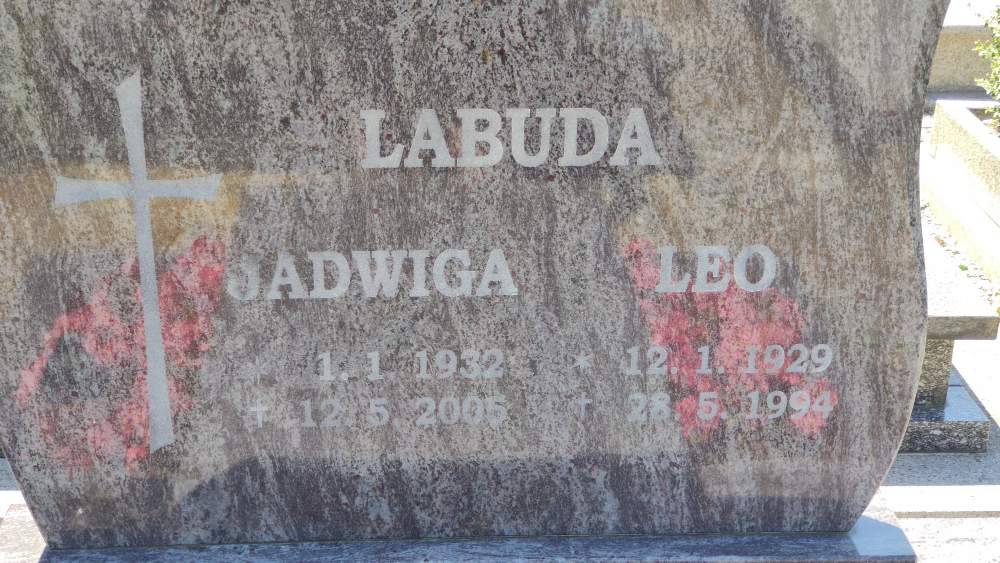 LABUDA
JADWIGA LEO
* 1. 1 1932 * 12. 1. 1929
† 12. 5. 2005 † 28. 5. 1994